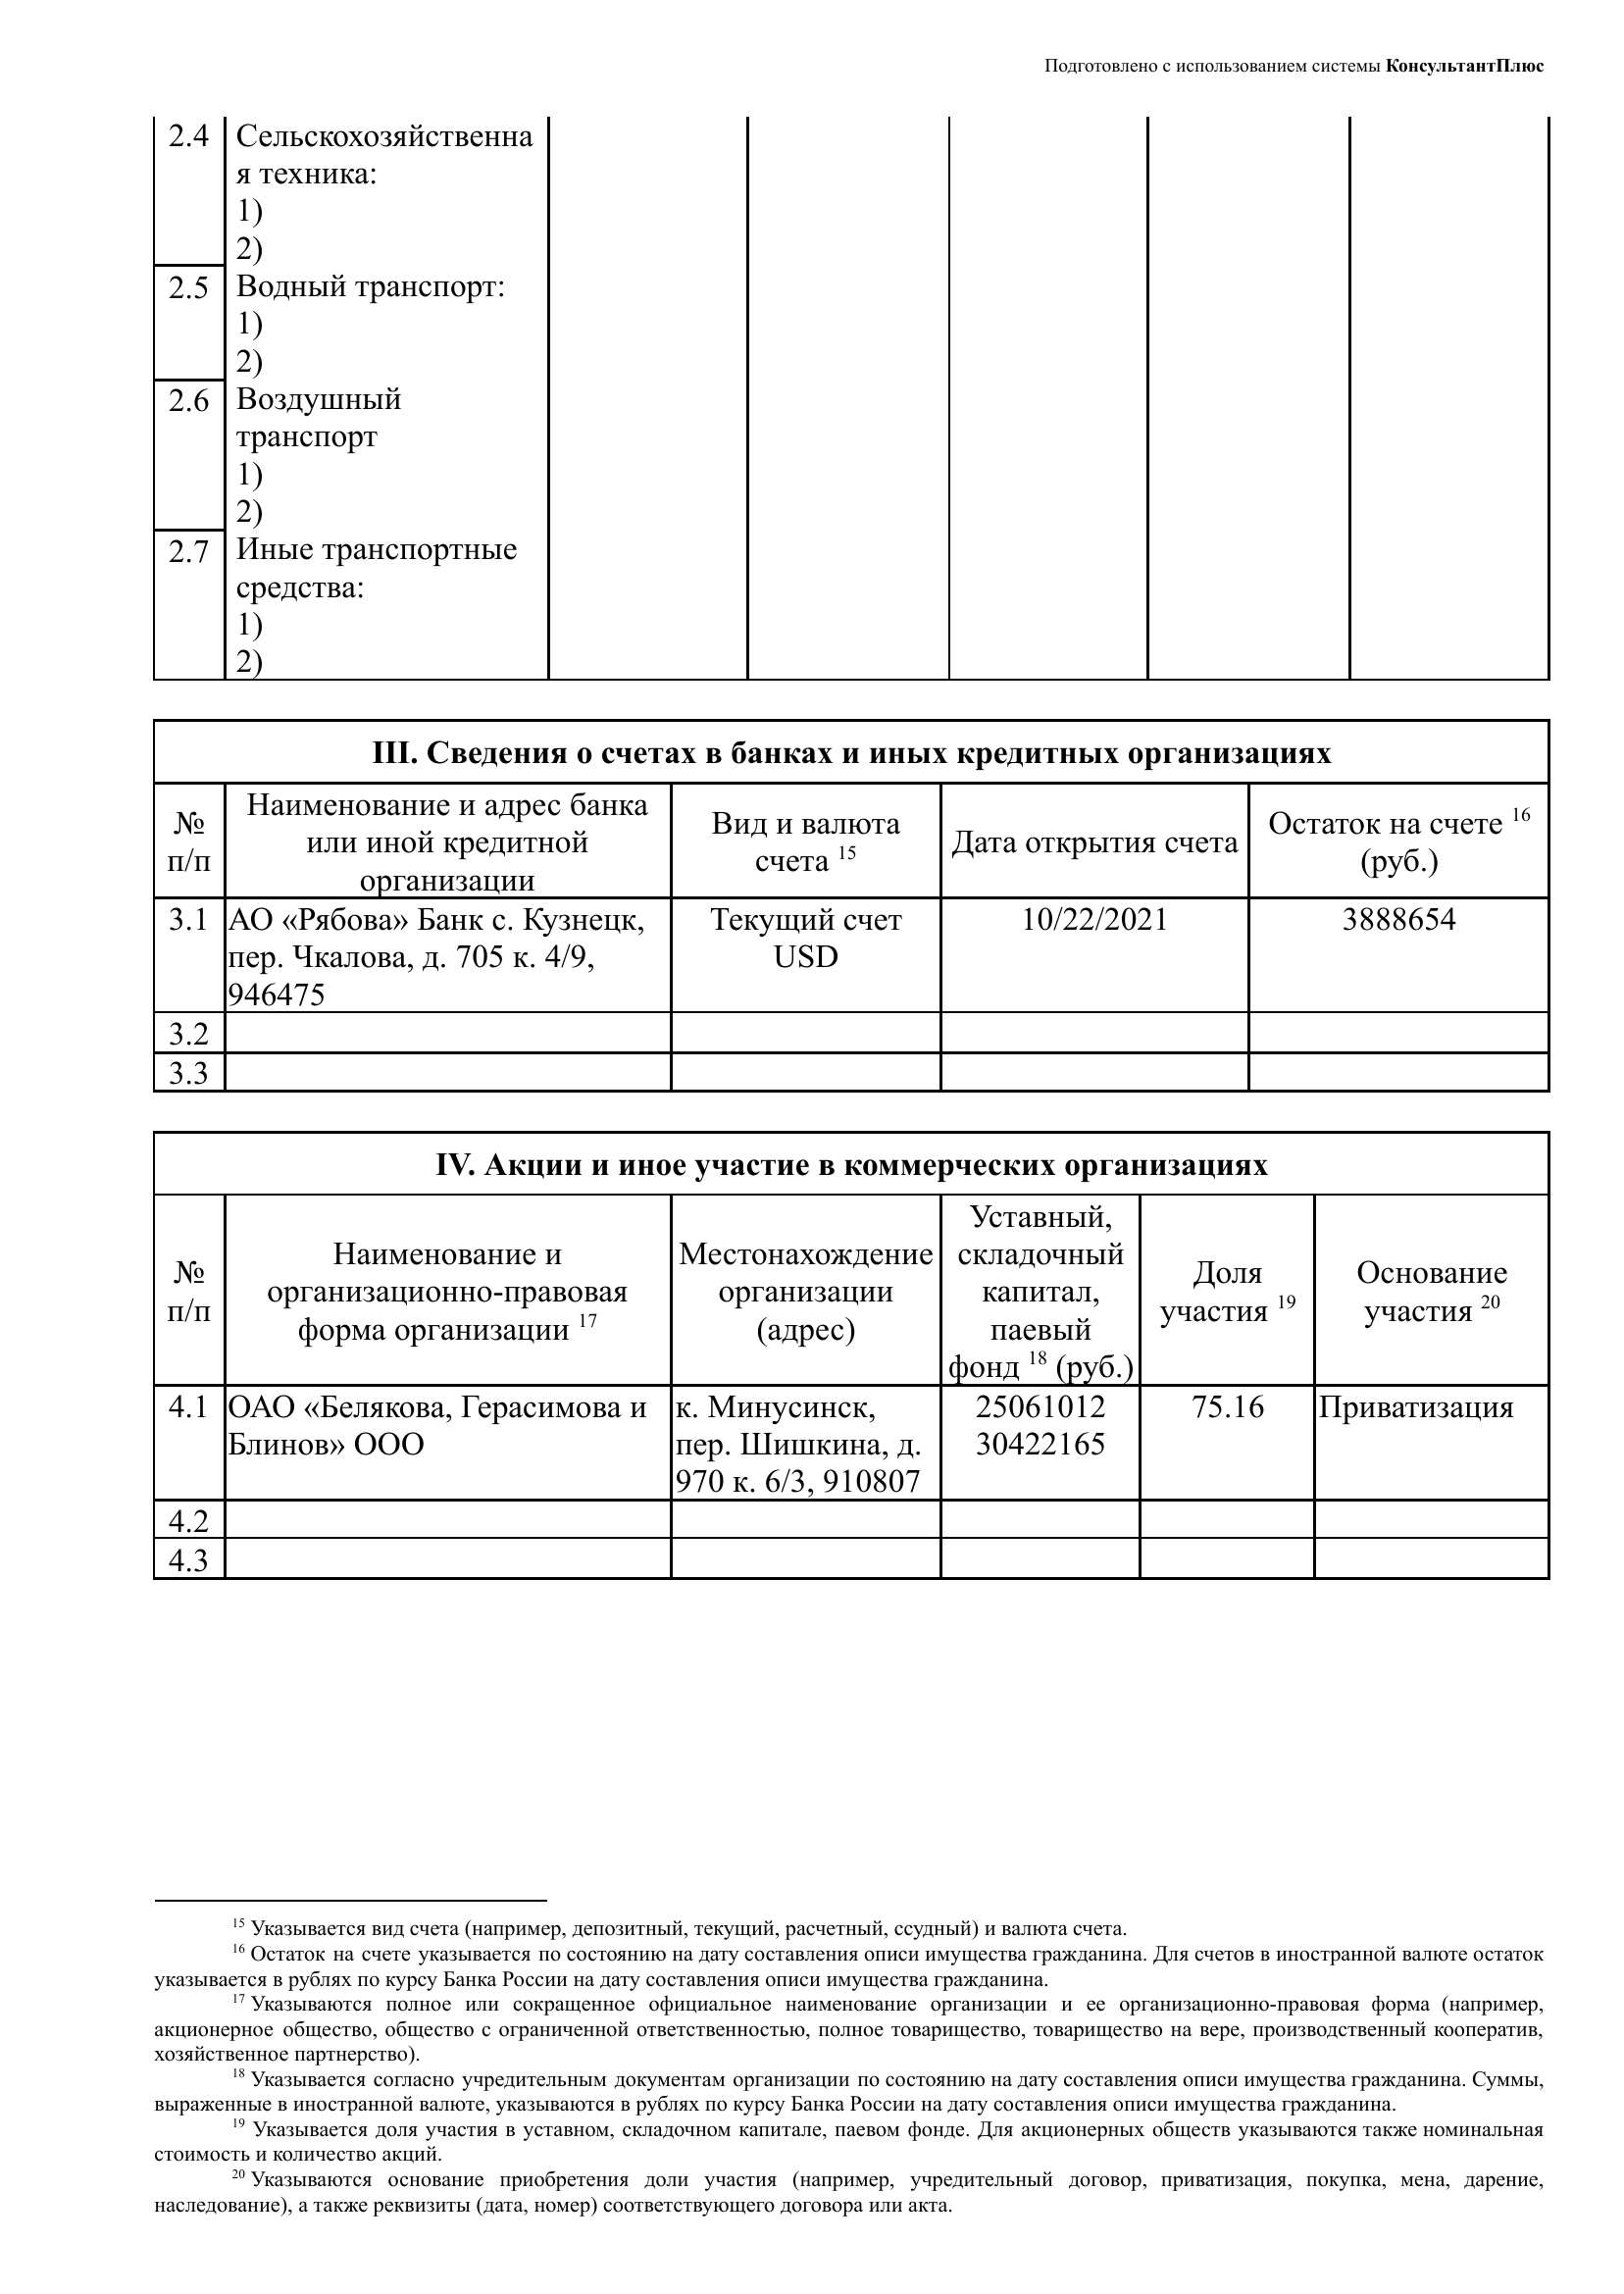 Подготовлено с использованием системы КонсультантПлюс
2.4 Сельскохозяйственна
я техника:
1)
2)
2.5 Водный транспорт:
1)
2)
2.6 Воздушный
транспорт
1)
2)
2.7 Иные транспортные
средства:
1)
2)
III. Сведения о счетах в банках и иных кредитных организациях
№
п/п
Наименование и адрес банка
или иной кредитной
организации
Вид и валюта
счета 15
Дата открытия счета
Остаток на счете 16
(руб.)
3.1
АО «Рябова» Банк с. Кузнецк,
пер. Чкалова, д. 705 к. 4/9,
946475
Текущий счет
USD
10/22/2021
3888654
3.2
3.3
IV. Акции и иное участие в коммерческих организациях
№
п/п
Наименование и
организационно-правовая
форма организации 17
Местонахождение
организации
(адрес)
Уставный,
складочный
капитал,
паевый
фонд 18 (руб.)
Доля
участия 19
Основание
участия 20
4.1
ОАО «Белякова, Герасимова и
Блинов» ООО
к. Минусинск,
пер. Шишкина, д.
970 к. 6/3, 910807
25061012
30422165
75.16
Приватизация
4.2
4.3
15 Указывается вид счета (например, депозитный, текущий, расчетный, ссудный) и валюта счета.
16 Остаток на счете указывается по состоянию на дату составления описи имущества гражданина. Для счетов в иностранной валюте остаток
указывается в рублях по курсу Банка России на дату составления описи имущества гражданина.
17 Указываются полное или сокращенное официальное наименование организации и ее организационно-правовая форма (например,
акционерное общество, общество с ограниченной ответственностью, полное товарищество, товарищество на вере, производственный кооператив,
хозяйственное партнерство).
18 Указывается согласно учредительным документам организации по состоянию на дату составления описи имущества гражданина. Суммы,
выраженные в иностранной валюте, указываются в рублях по курсу Банка России на дату составления описи имущества гражданина.
19 Указывается доля участия в уставном, складочном капитале, паевом фонде. Для акционерных обществ указываются также номинальная
стоимость и количество акций.
20 Указываются основание приобретения доли участия (например, учредительный договор, приватизация, покупка, мена, дарение,
наследование), а также реквизиты (дата, номер) соответствующего договора или акта.